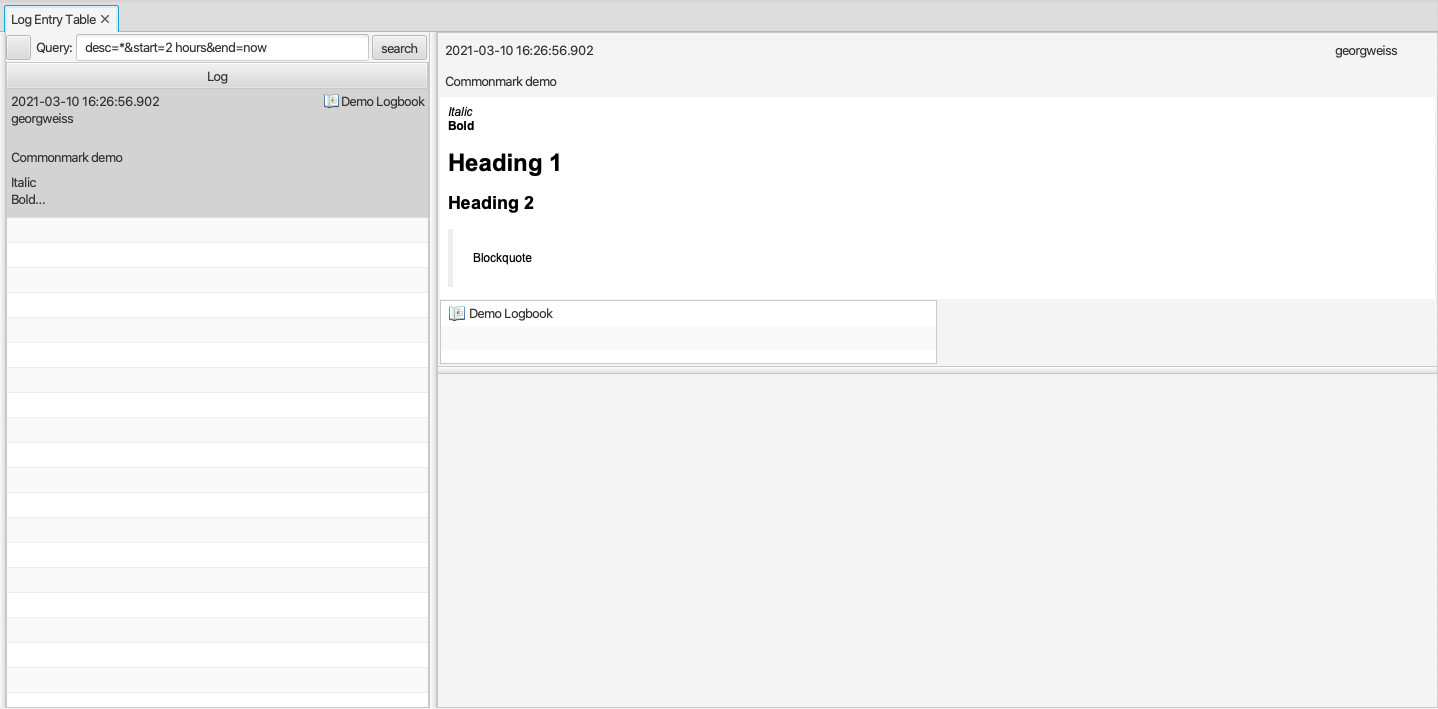 Log Entry Table
Query: desc=*&start=2 hours&end=now search
Log
2021-03-10 16:26:56.902 Demo Logbook
georgweiss
Commonmark demo
Italic
Bold...
2021-03-10 16:26:56.902 georgweiss
Commonmark demo
Italic
Bold
Heading 1
Heading 2
Blockquote
Demo Logbook